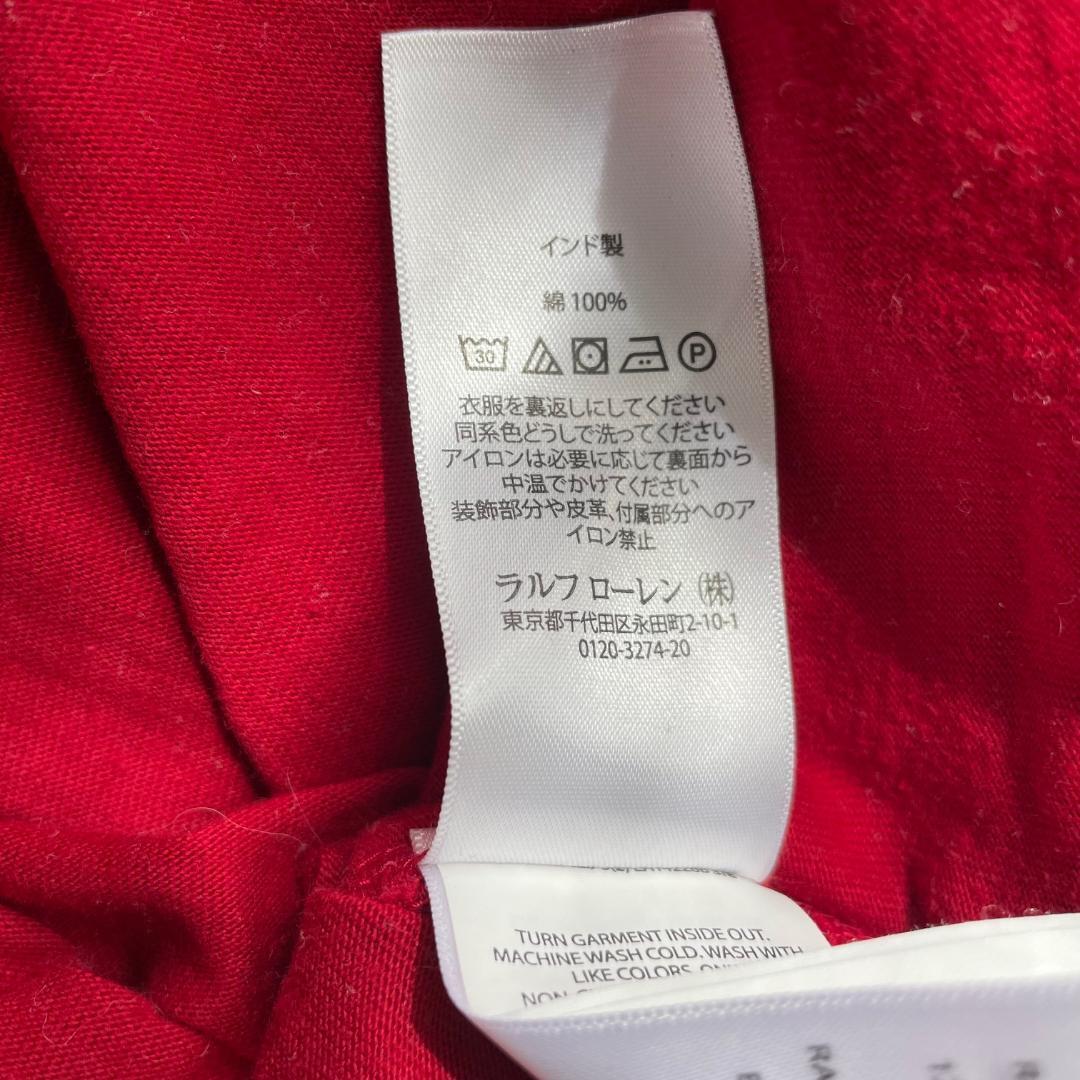 インド製
綿 100%
30
P
衣服を裏返しにしてください
同系色どうしで洗ってください
アイロンは必要に応じて裏面から
中温でかけてください
装飾部分や皮革、付属部分へのア
イロン禁止
ラルフ ローレン (株)
東京都千代田区永田町2-10-1
0120-3274-20
TURN GARMENT INSIDE OUT.
MACHINE WASH COLD. WASH WITH
LIKE COLORS.
NON-
RA